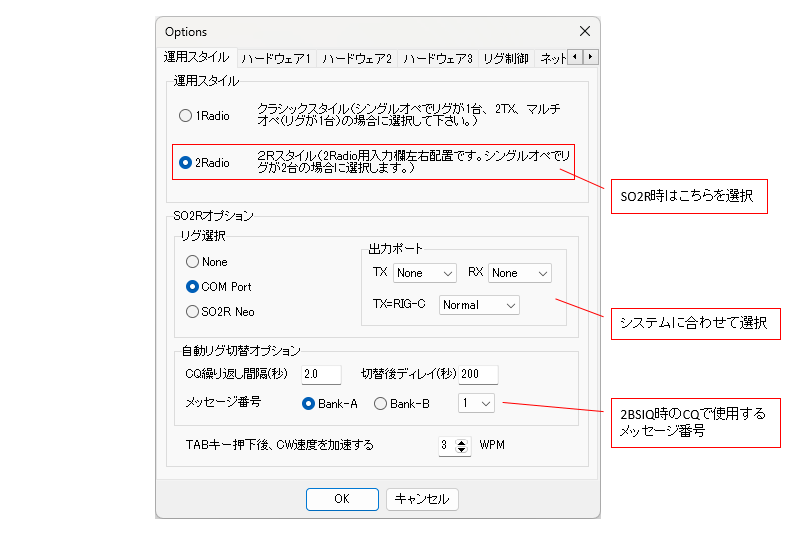 Options
運用スタイル ハードウェア1 ハードウェア2 ハードウェア3 リグ制御 ネット
運用スタイル
1Radio
クラシックスタイル(シングルオペでリグが1台、2TX、マルチ
オペ(リグが1台)の場合に選択して下さい。)
2Radio
2Rスタイル(2Radio用入力欄左右配置です。シングルオペでリ
グが2台の場合に選択します。)
SO2R時はこちらを選択
SO2Rオプション
リグ選択
None
COM Port
SO2R Neo
出力ポート
TX None RX None
TX=RIG-C Normal
システムに合わせて選択
自動リグ切替オプション
CQ繰り返し間隔(秒) 2.0 切替後ディレイ(秒) 200
メッセージ番号 Bank-A Bank-B 1
2BSIQ時のCQで使用する
メッセージ番号
TABキー押下後、CW速度を加速する 3 WPM
OK キャンセル